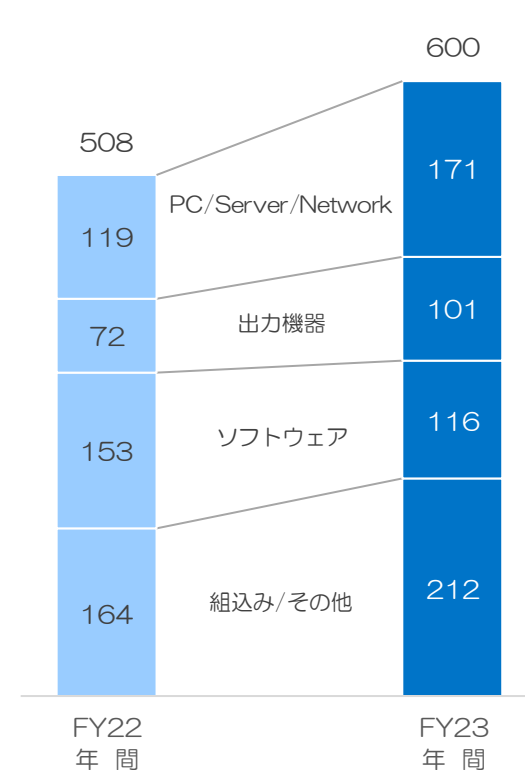 600
508
171
PC/Server/Network
119
101
出力機器
72
116
ソフトウェア
153
212
組込み/その他
164
FY22
年 間
FY23
年 間